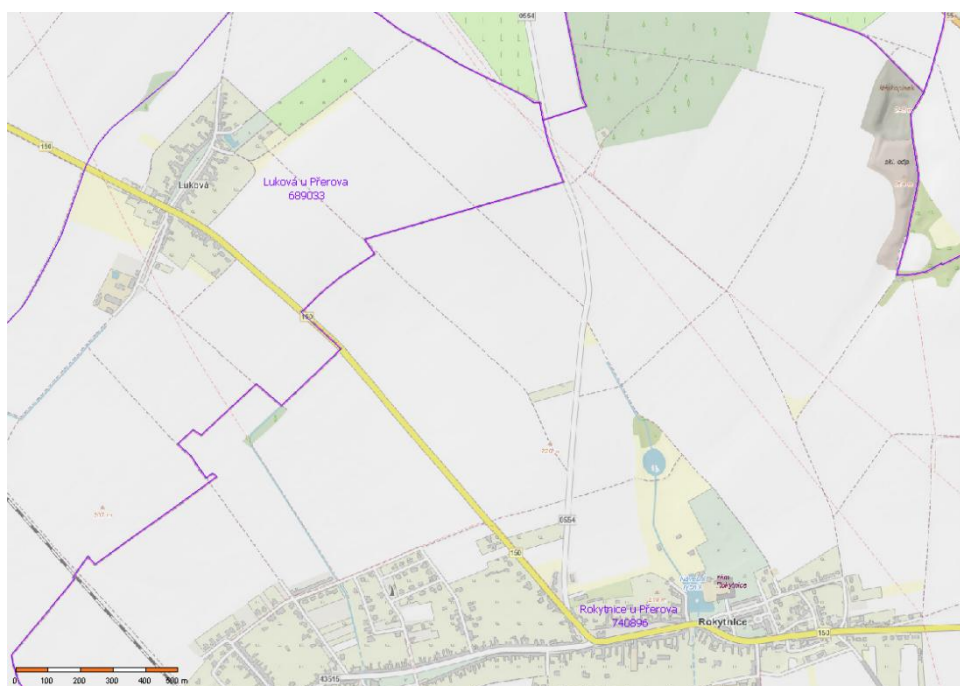 0554
150
Luková
Luková u Přerova
689033
150
0554
150
Rokytnice u Přerova
740896
Rokytnice
150
43515
0 100 200 300 400 500 m